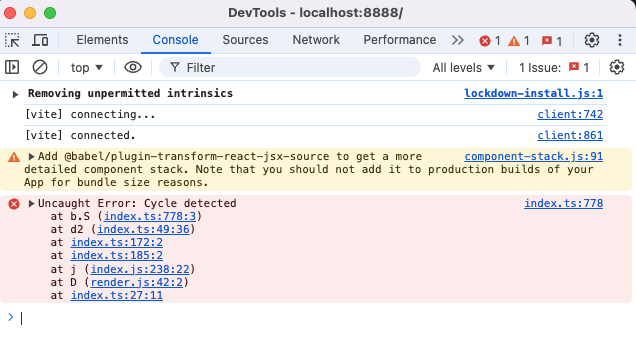 DevTools - localhost:8888/
Elements Console Sources Network Performance 1 1 1
top Filter All levels 1 Issue: 1
Removing unpermitted intrinsics lockdown-install.js:1
[vite] connecting... client:742
[vite] connected. client:861
Add @babel/plugin-transform-react-jsx-source to get a more component-stack.js:91
detailed component stack. Note that you should not add it to production builds of your
App for bundle size reasons.
Uncaught Error: Cycle detected index.ts:778
at b.S (index.ts:778:3)
at d2 (index.ts:49:36)
at index.ts:172:2
at index.ts:185:2
at j (index.js:238:22)
at D (render.js:42:2)
at index.ts:27:11